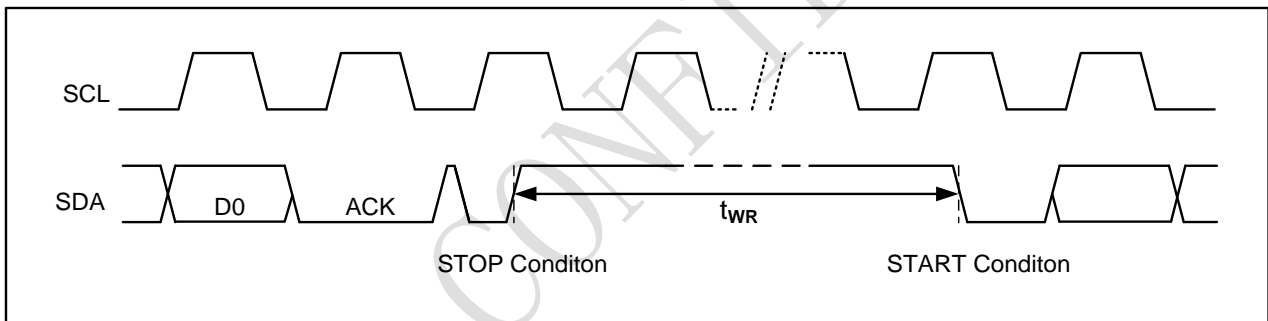 SCL
SDA
D0
ACK
tWR
STOP Conditon
START Conditon